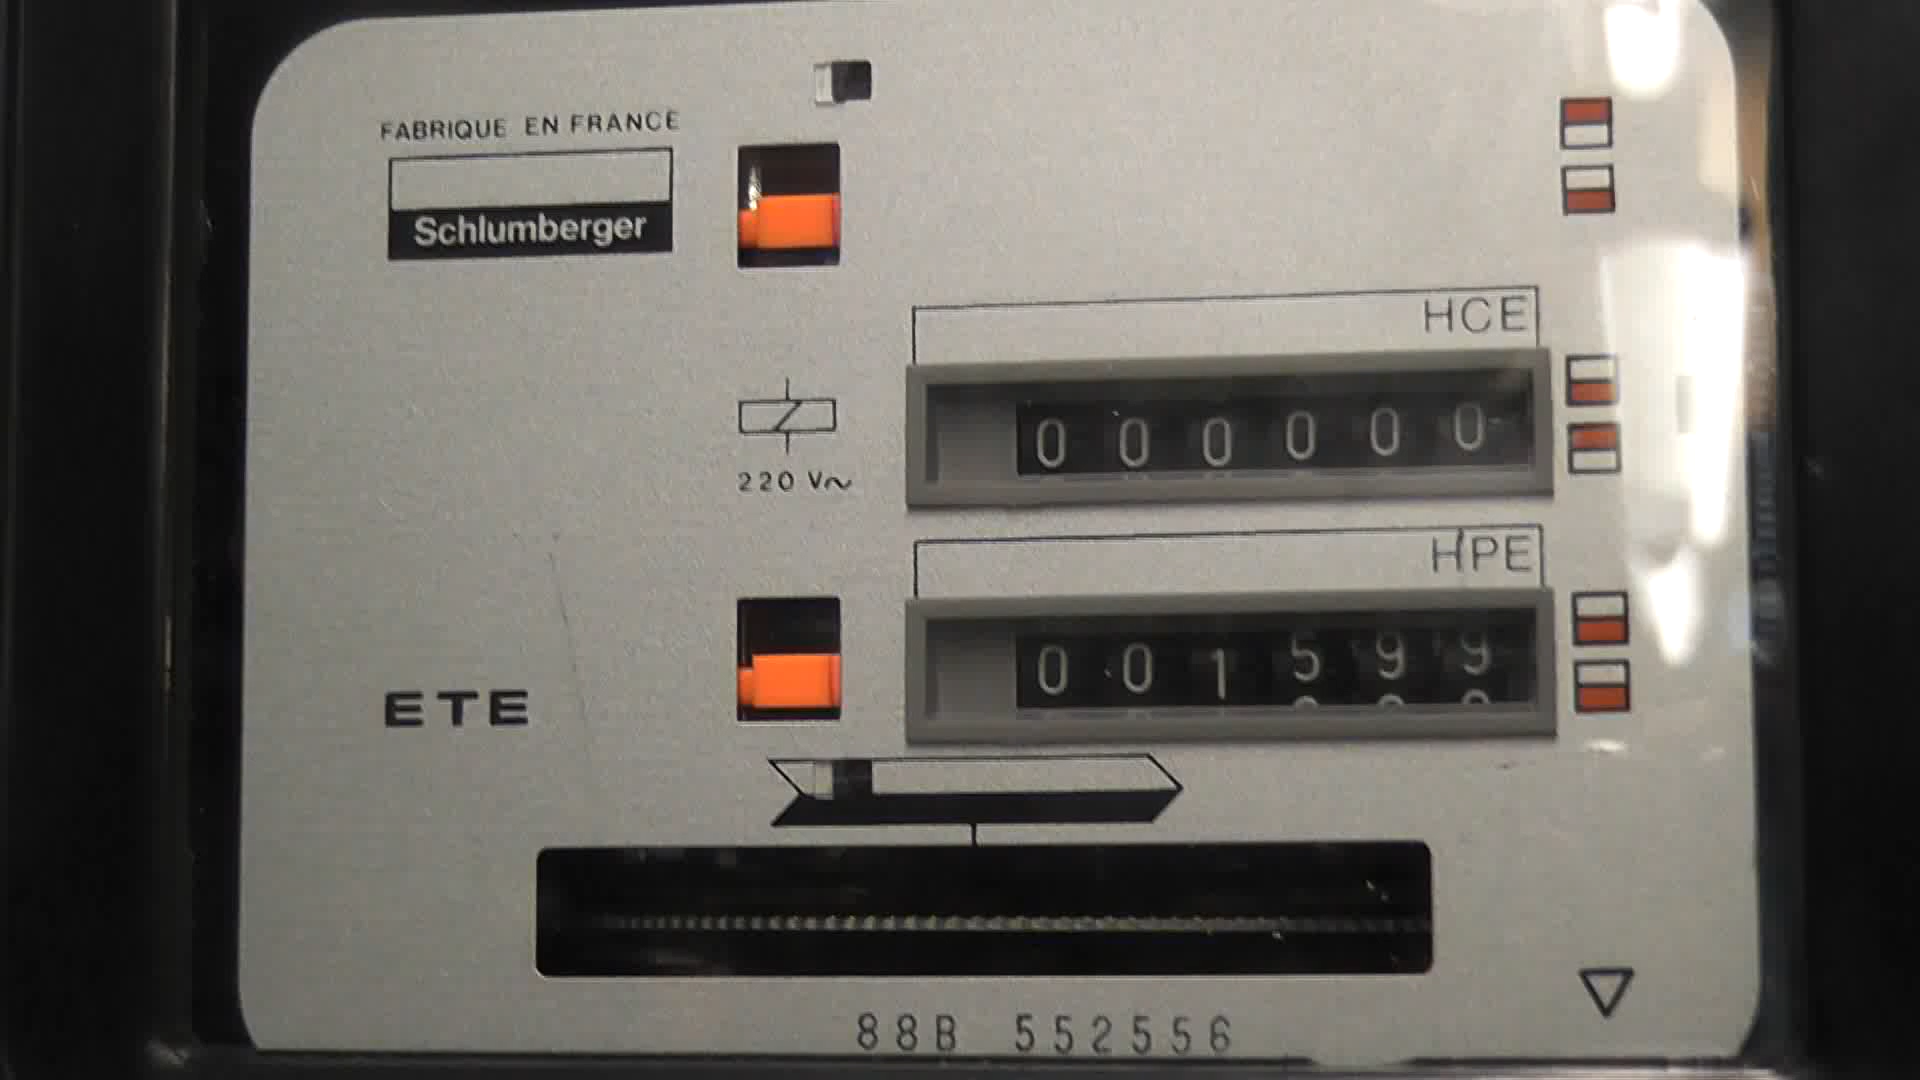 FABRIQUE EN FRANCE
Schlumberger
HCE
000000
220 V~
HPE
001599
ETE
88B 552556